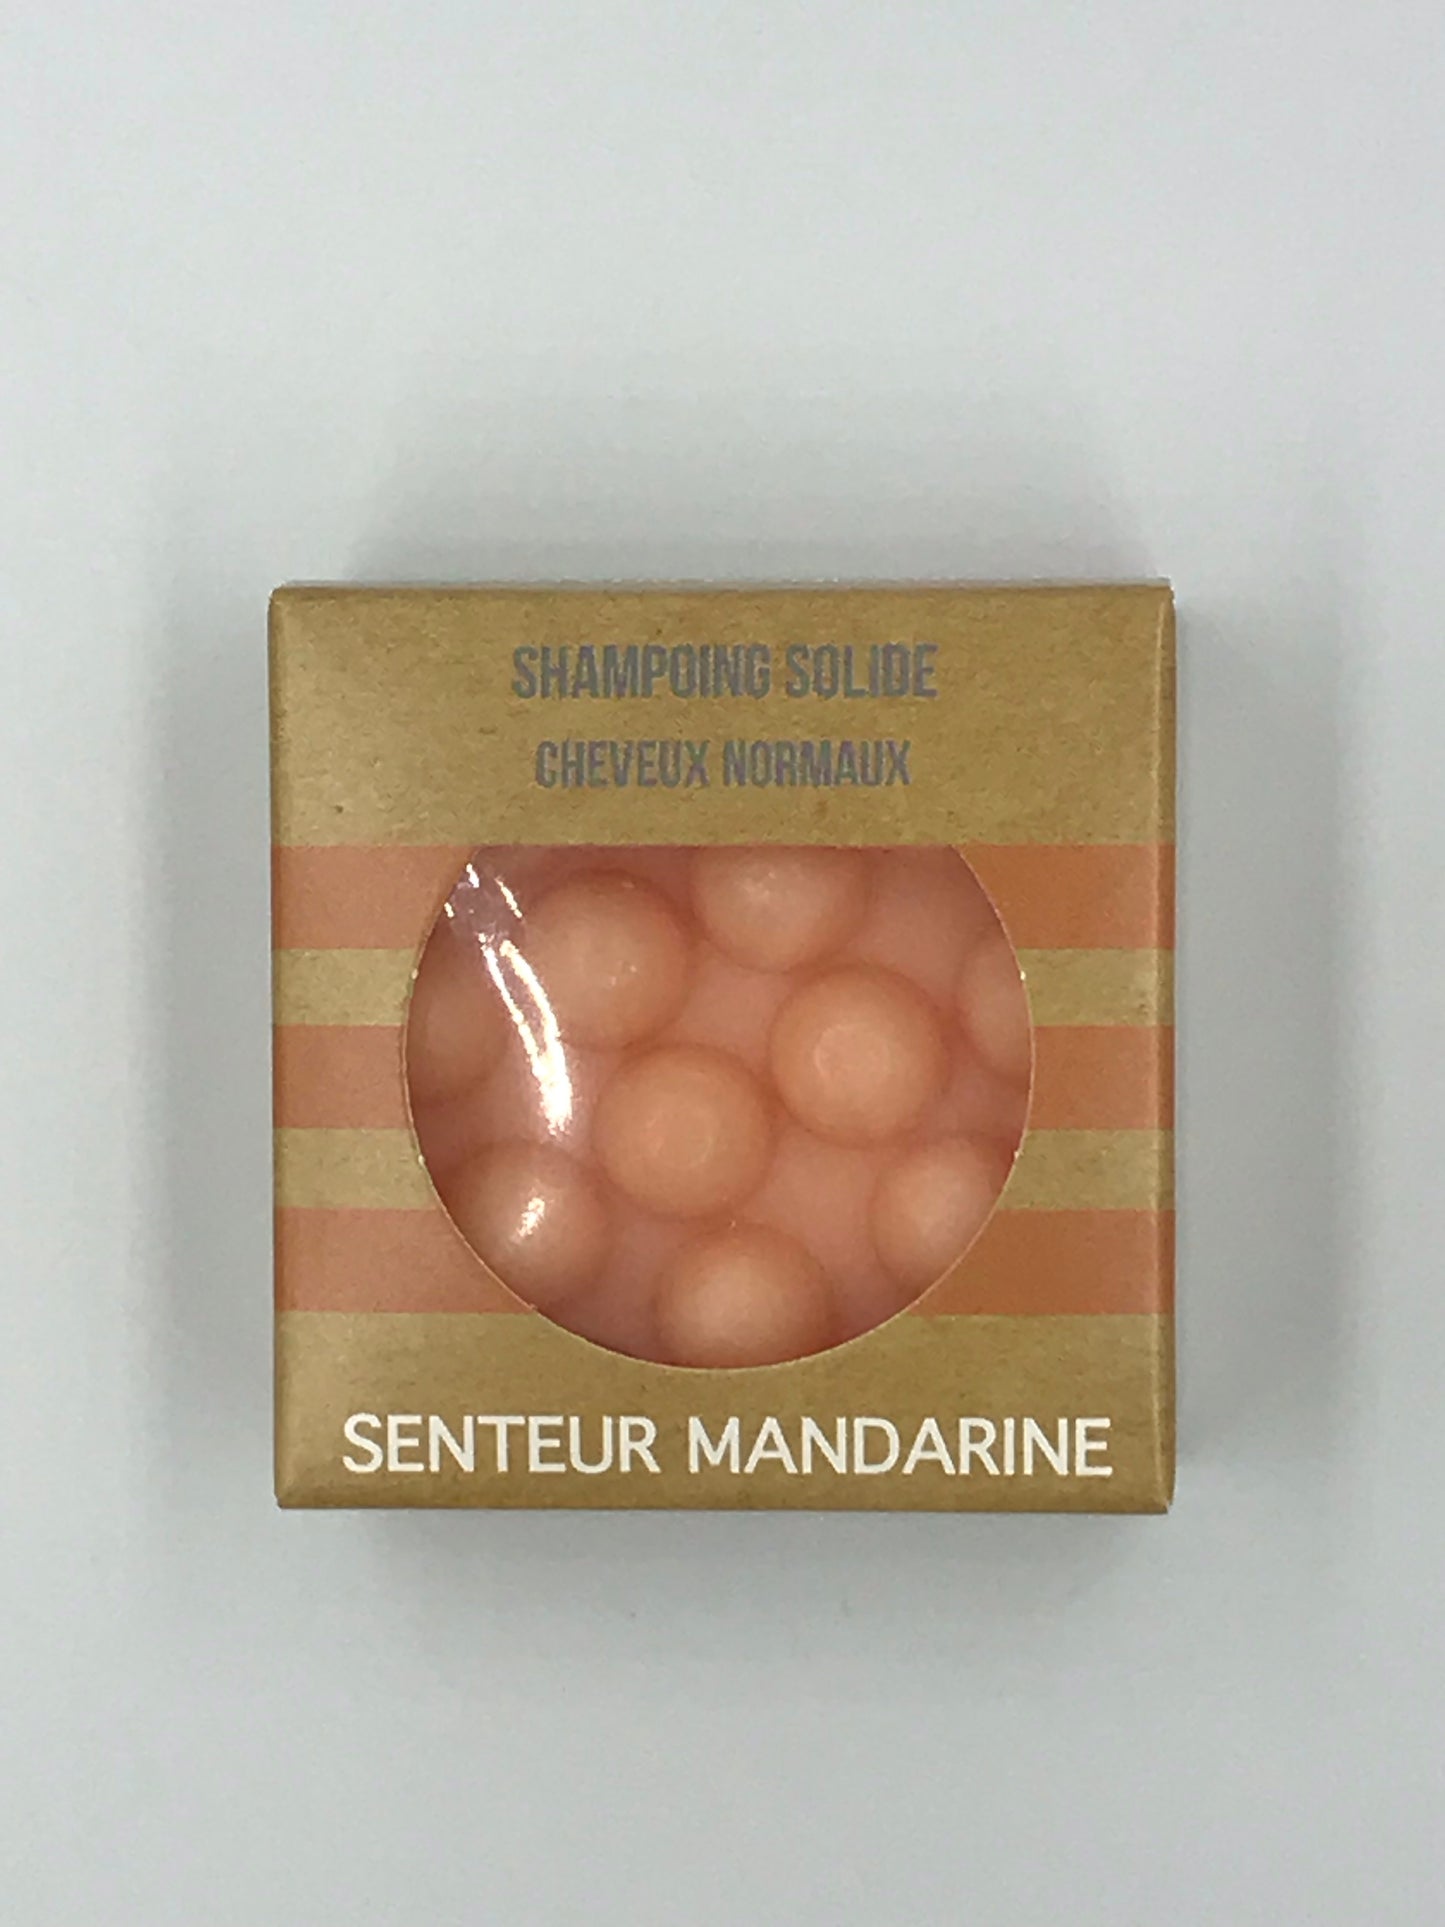 SHAMPOING SOLIDE
CHEVEUX NORMAUX
SENTEUR MANDARINE